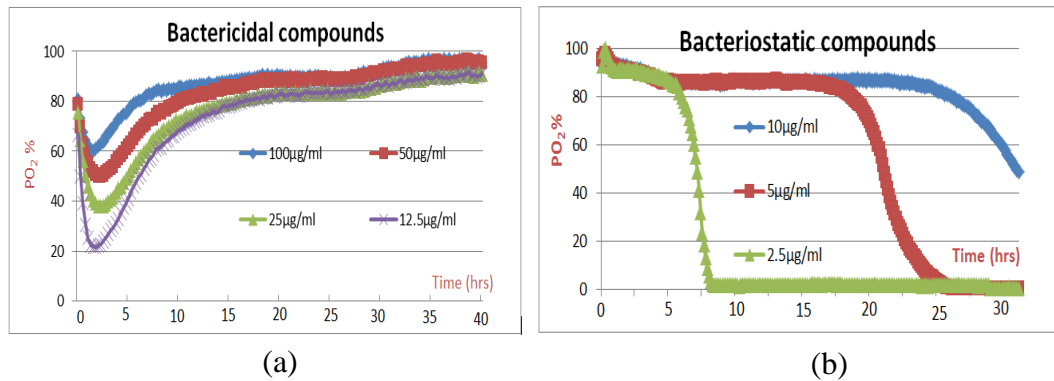 Bactericidal compounds
100
80
60
40
20
0
PO₂ %
100µg/ml
50µg/ml
25µg/ml
12.5µg/ml
Time (hrs)
0 5 10 15 20 25 30 35 40
(a)
Bacteriostatic compounds
100
80
60
40
20
0
PO₂ %
10µg/ml
5µg/ml
2.5µg/ml
Time (hrs)
0 5 10 15 20 25 30
(b)